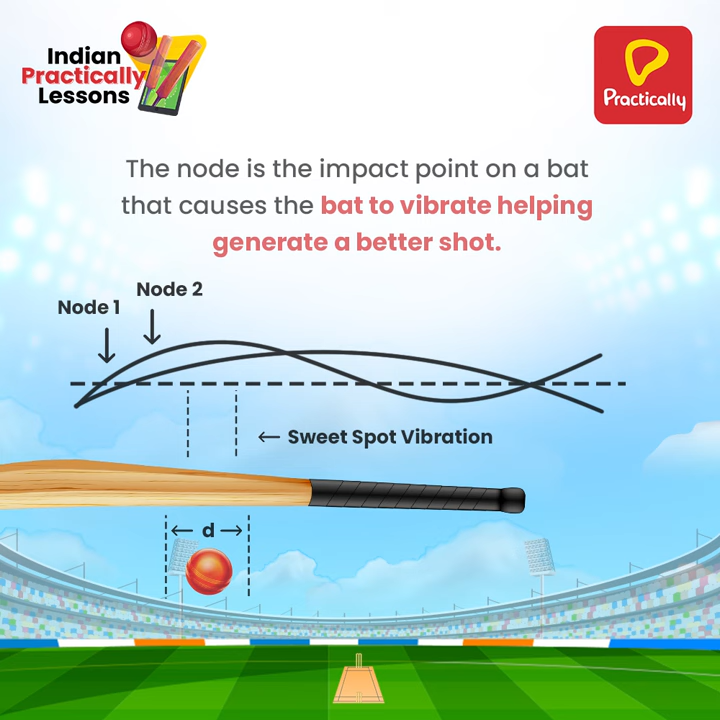 Indian
Practically
Lessons
Practically
The node is the impact point on a bat
that causes the bat to vibrate helping
generate a better shot.
Node 1
Node 2
← Sweet Spot Vibration
← d →